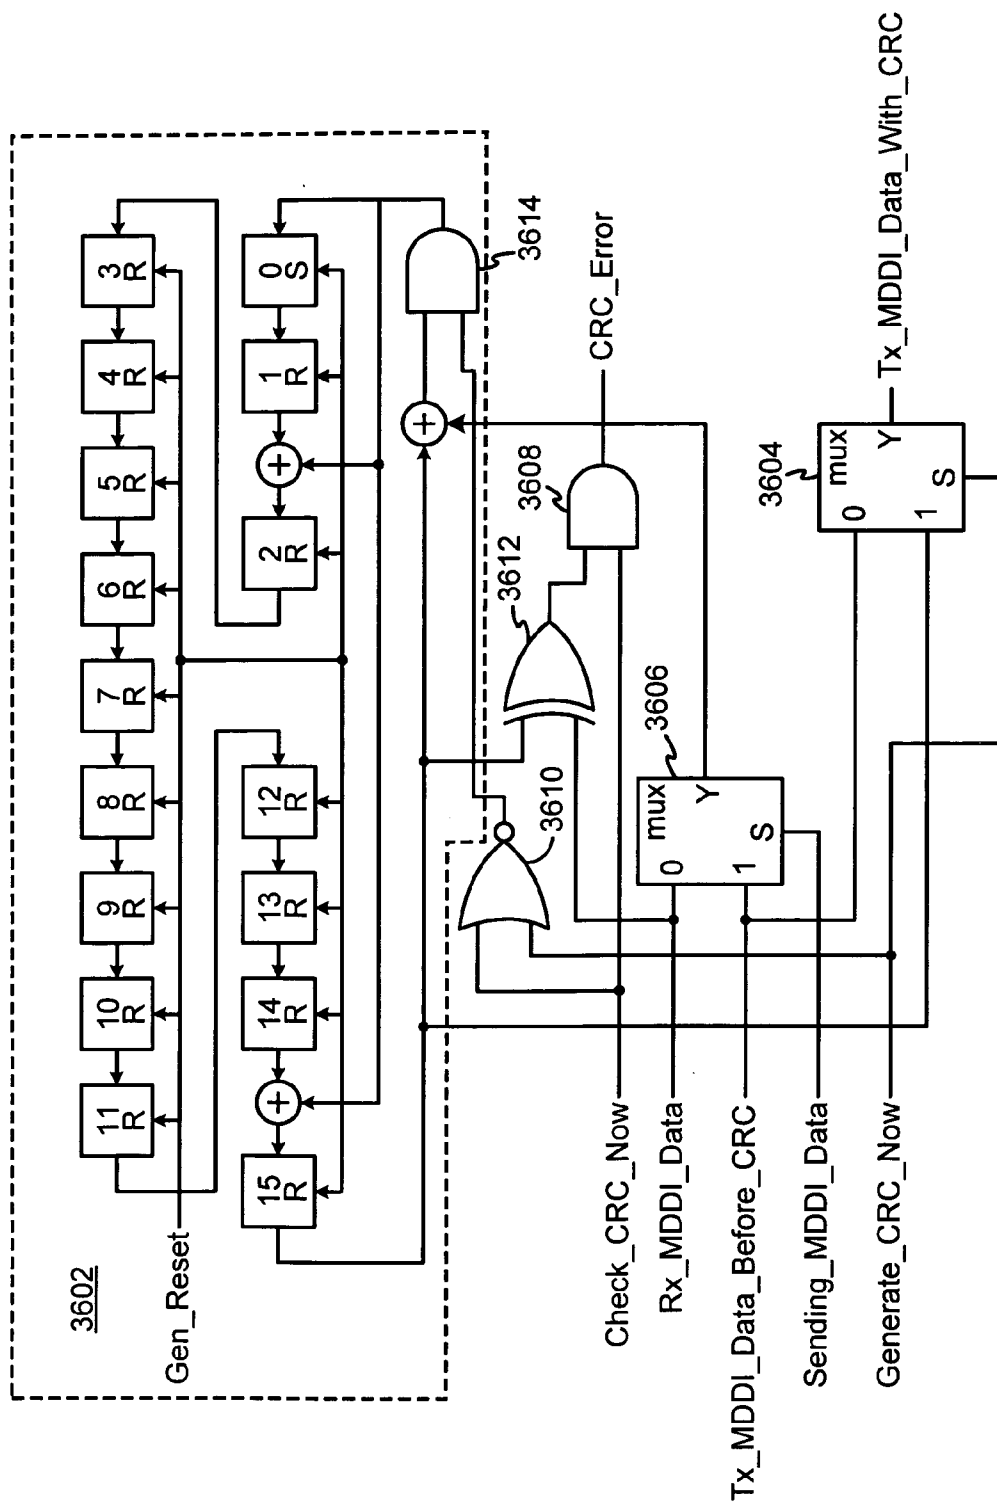 3602
Gen_Reset
11
R
10
R
9
R
8
R
7
R
6
R
5
R
4
R
3
R
15
R
+
14
R
13
R
12
R
2
R
+
1
R
0
S
+
3614
Check_CRC_Now
Rx_MDDI_Data
Tx_MDDI_Data_Before_CRC
Sending_MDDI_Data
Generate_CRC_Now
3610
3612
3608
CRC_Error
3606
mux
0
1
Y
S
3604
mux
0
1
Y
S
Tx_MDDI_Data_With_CRC